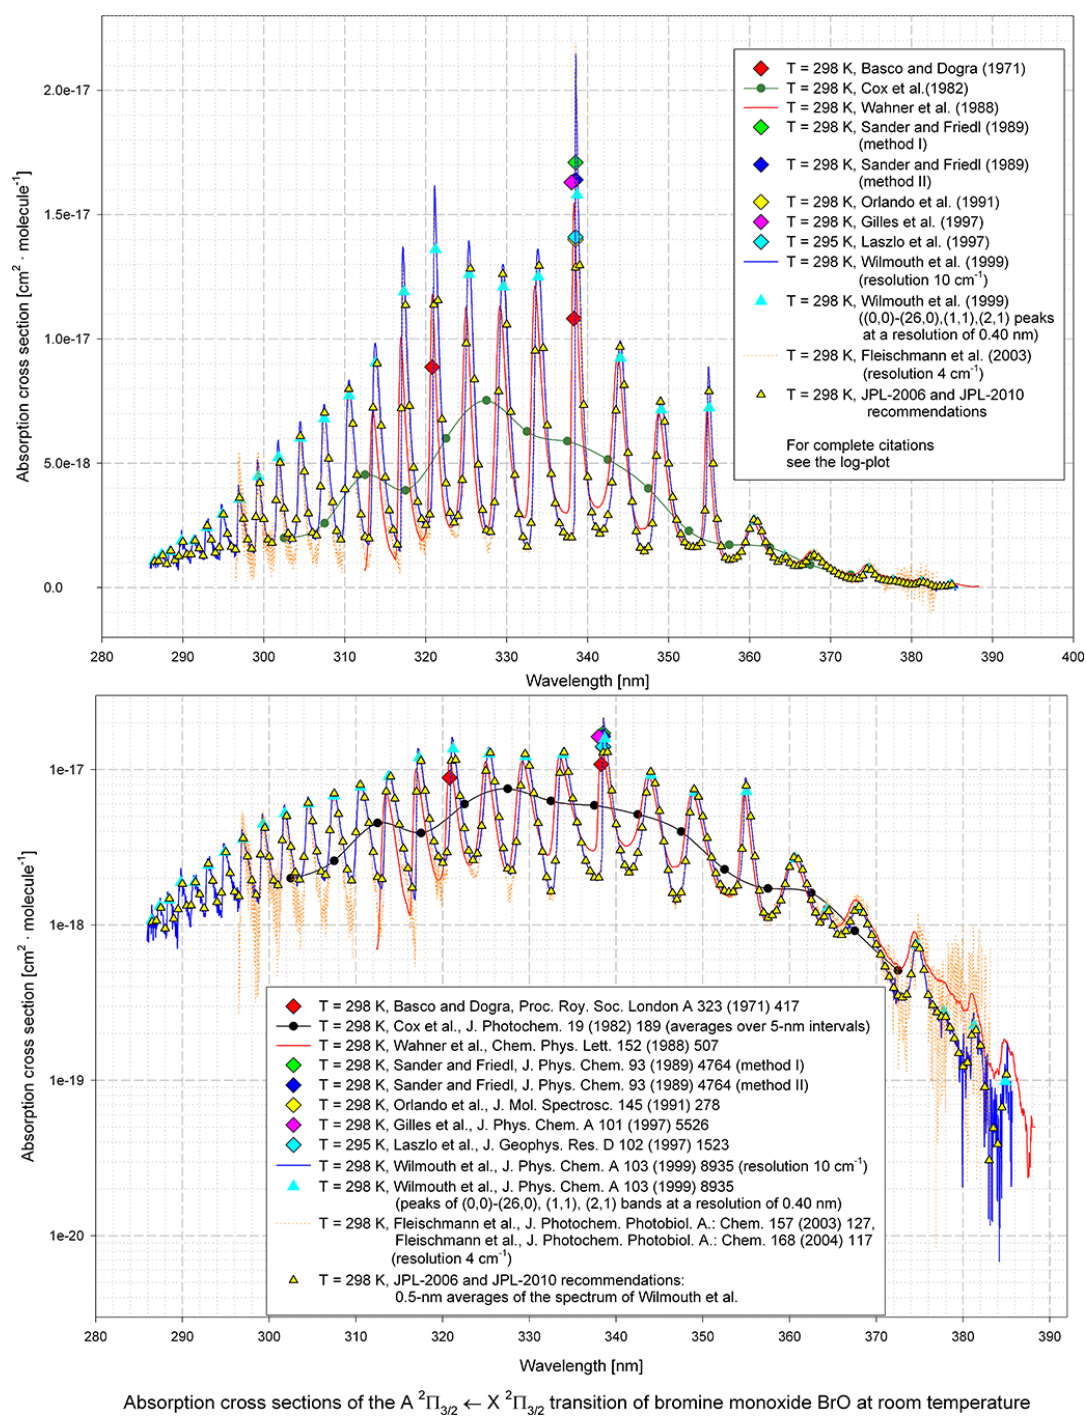 Absorption cross section [cm² · molecule⁻¹]
2.0e-17
1.5e-17
1.0e-17
5.0e-18
0.0
280 290 300 310 320 330 340 350 360 370 380 390 400
Wavelength [nm]
T = 298 K, Basco and Dogra (1971)
T = 298 K, Cox et al.(1982)
T = 298 K, Wahner et al. (1988)
T = 298 K, Sander and Friedl (1989)
(method I)
T = 298 K, Sander and Friedl (1989)
(method II)
T = 298 K, Orlando et al. (1991)
T = 298 K, Gilles et al. (1997)
T = 295 K, Laszlo et al. (1997)
T = 298 K, Wilmouth et al. (1999)
(resolution 10 cm⁻¹)
T = 298 K, Wilmouth et al. (1999)
((0,0)-(26,0),(1,1),(2,1) peaks
at a resolution of 0.40 nm)
T = 298 K, Fleischmann et al. (2003)
(resolution 4 cm⁻¹)
T = 298 K, JPL-2006 and JPL-2010
recommendations
For complete citations
see the log-plot
Absorption cross section [cm² · molecule⁻¹]
1e-17
1e-18
1e-19
1e-20
T = 298 K, Basco and Dogra, Proc. Roy. Soc. London A 323 (1971) 417
T = 298 K, Cox et al., J. Photochem. 19 (1982) 189 (averages over 5-nm intervals)
T = 298 K, Wahner et al., Chem. Phys. Lett. 152 (1988) 507
T = 298 K, Sander and Friedl, J. Phys. Chem. 93 (1989) 4764 (method I)
T = 298 K, Sander and Friedl, J. Phys. Chem. 93 (1989) 4764 (method II)
T = 298 K, Orlando et al., J. Mol. Spectrosc. 145 (1991) 278
T = 298 K, Gilles et al., J. Phys. Chem. A 101 (1997) 5526
T = 295 K, Laszlo et al., J. Geophys. Res. D 102 (1997) 1523
T = 298 K, Wilmouth et al., J. Phys. Chem. A 103 (1999) 8935 (resolution 10 cm⁻¹)
T = 298 K, Wilmouth et al., J. Phys. Chem. A 103 (1999) 8935
(peaks of (0,0)-(26,0), (1,1), (2,1) bands at a resolution of 0.40 nm)
T = 298 K, Fleischmann et al., J. Photochem. Photobiol. A.: Chem. 157 (2003) 127,
Fleischmann et al., J. Photochem. Photobiol. A.: Chem. 168 (2004) 117
(resolution 4 cm⁻¹)
T = 298 K, JPL-2006 and JPL-2010 recommendations:
0.5-nm averages of the spectrum of Wilmouth et al.
280 290 300 310 320 330 340 350 360 370 380 390
Wavelength [nm]
Absorption cross sections of the A ²Π₃/₂ ← X ²Π₃/₂ transition of bromine monoxide BrO at room temperature